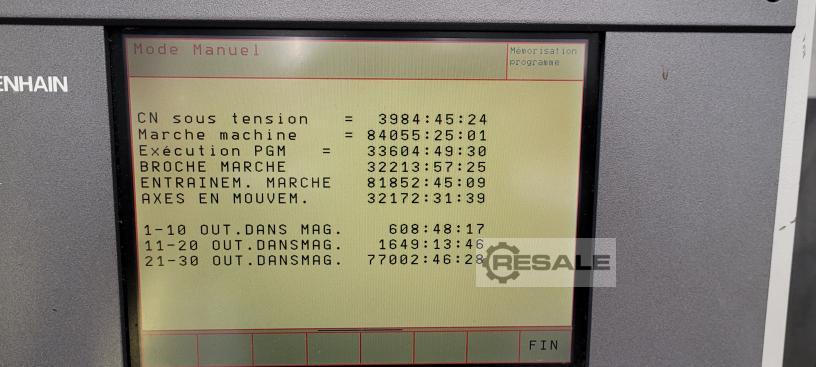 ENHAIN
Mode Manuel
Mémorisation
programme
CN sous tension = 3984:45:24
Marche machine = 84055:25:01
Exécution PGM = 33604:49:30
BROCHE MARCHE 32213:57:25
ENTRAINEM. MARCHE 81852:45:09
AXES EN MOUVEM. 32172:31:39
1-10 OUT.DANS MAG. 608:48:17
11-20 OUT.DANSMAG. 1649:13:46
21-30 OUT.DANSMAG. 77002:46:28
RESALE
FIN